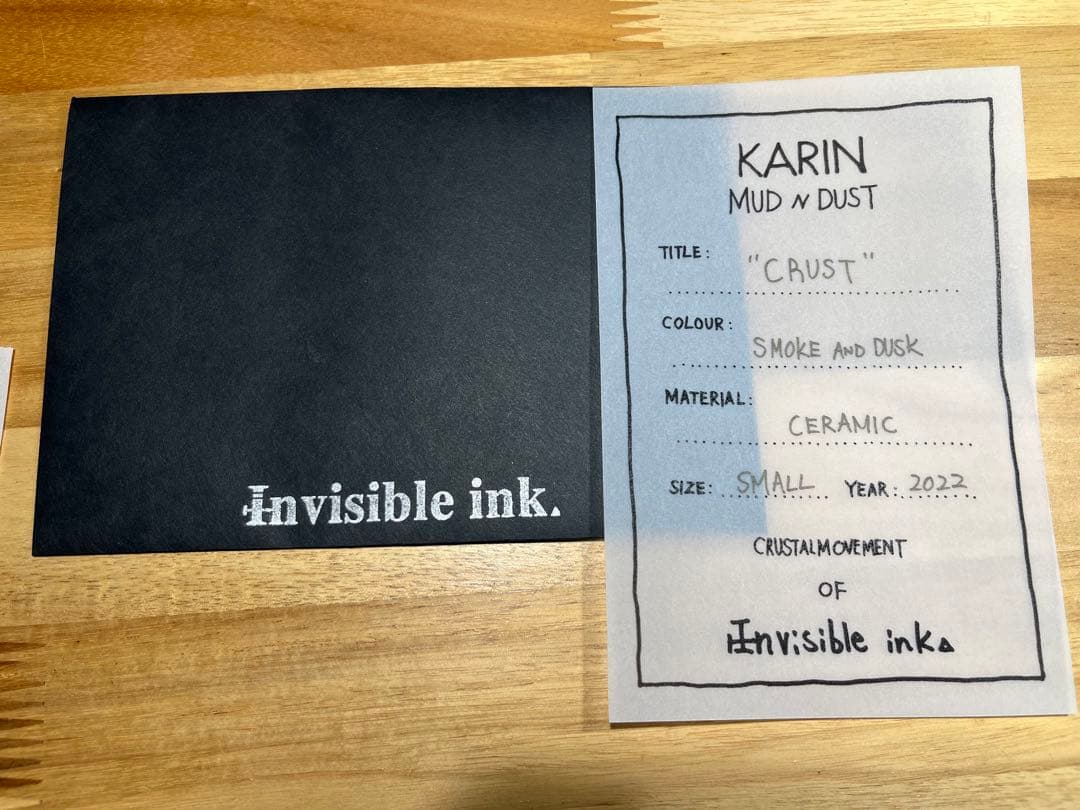 Invisible ink.
KARIN
MUD N DUST
TITLE: "CRUST"
COLOUR: SMOKE AND DUSK
MATERIAL: CERAMIC
SIZE: SMALL YEAR: 2022
CRUSTALMOVEMENT
OF
Invisible ink.